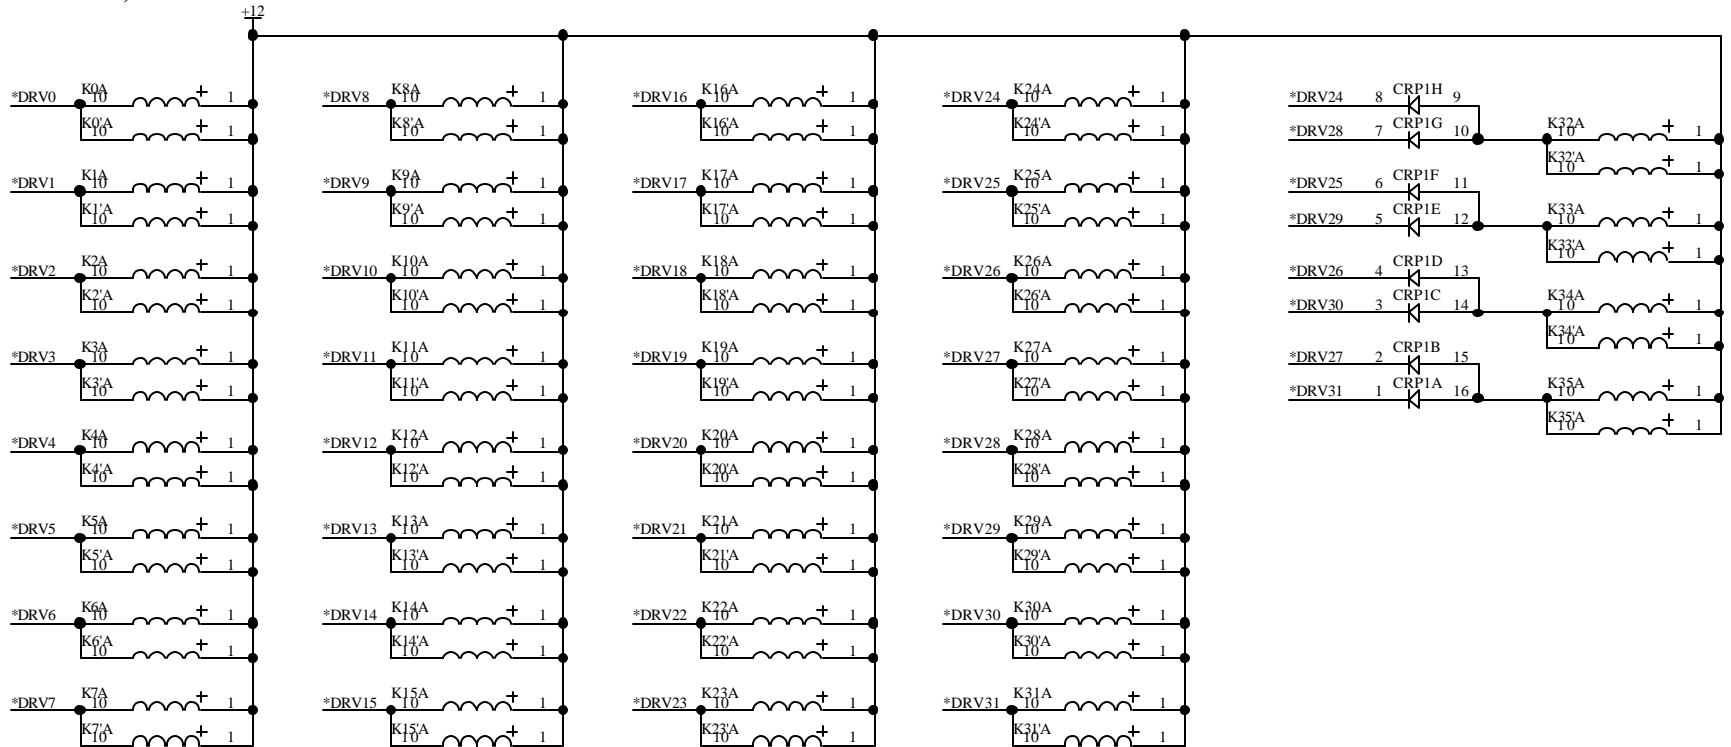 +12
*DRV0 K0A 10 + 1
K0'A 10 + 1
*DRV1 K1A 10 + 1
K1'A 10 + 1
*DRV2 K2A 10 + 1
K2'A 10 + 1
*DRV3 K3A 10 + 1
K3'A 10 + 1
*DRV4 K4A 10 + 1
K4'A 10 + 1
*DRV5 K5A 10 + 1
K5'A 10 + 1
*DRV6 K6A 10 + 1
K6'A 10 + 1
*DRV7 K7A 10 + 1
K7'A 10 + 1
*DRV8 K8A 10 + 1
K8'A 10 + 1
*DRV9 K9A 10 + 1
K9'A 10 + 1
*DRV10 K10A 10 + 1
K10'A 10 + 1
*DRV11 K11A 10 + 1
K11'A 10 + 1
*DRV12 K12A 10 + 1
K12'A 10 + 1
*DRV13 K13A 10 + 1
K13'A 10 + 1
*DRV14 K14A 10 + 1
K14'A 10 + 1
*DRV15 K15A 10 + 1
K15'A 10 + 1
*DRV16 K16A 10 + 1
K16'A 10 + 1
*DRV17 K17A 10 + 1
K17'A 10 + 1
*DRV18 K18A 10 + 1
K18'A 10 + 1
*DRV19 K19A 10 + 1
K19'A 10 + 1
*DRV20 K20A 10 + 1
K20'A 10 + 1
*DRV21 K21A 10 + 1
K21'A 10 + 1
*DRV22 K22A 10 + 1
K22'A 10 + 1
*DRV23 K23A 10 + 1
K23'A 10 + 1
*DRV24 K24A 10 + 1
K24'A 10 + 1
*DRV25 K25A 10 + 1
K25'A 10 + 1
*DRV26 K26A 10 + 1
K26'A 10 + 1
*DRV27 K27A 10 + 1
K27'A 10 + 1
*DRV28 K28A 10 + 1
K28'A 10 + 1
*DRV29 K29A 10 + 1
K29'A 10 + 1
*DRV30 K30A 10 + 1
K30'A 10 + 1
*DRV31 K31A 10 + 1
K31'A 10 + 1
*DRV24 8 CRP1H 9
*DRV28 7 CRP1G 10 K32A 10 + 1
K32'A 10 + 1
*DRV25 6 CRP1F 11
*DRV29 5 CRP1E 12 K33A 10 + 1
K33'A 10 + 1
*DRV26 4 CRP1D 13
*DRV30 3 CRP1C 14 K34A 10 + 1
K34'A 10 + 1
*DRV27 2 CRP1B 15
*DRV31 1 CRP1A 16 K35A 10 + 1
K35'A 10 + 1